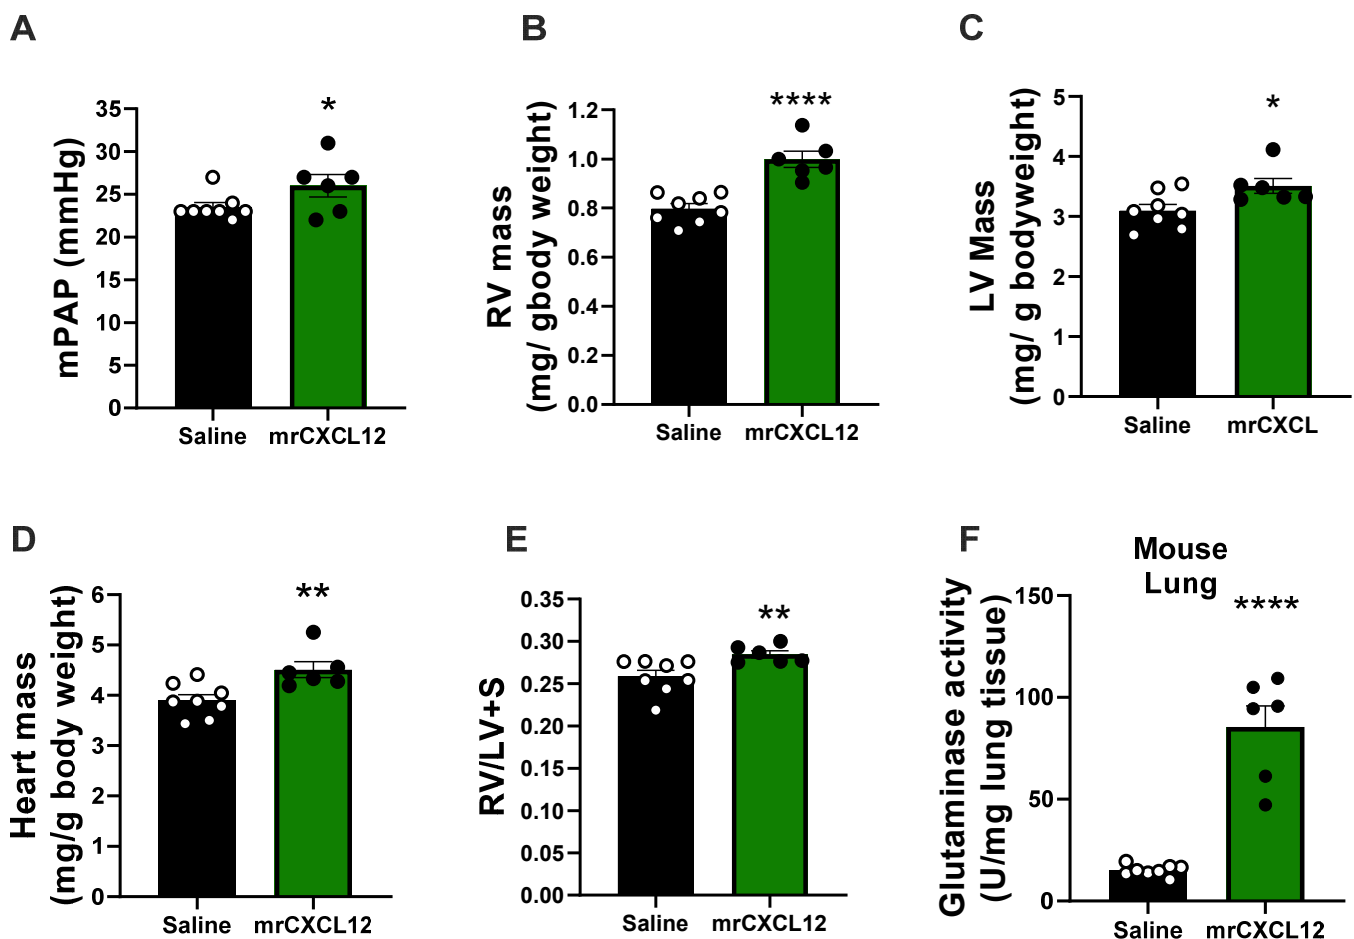 A
mPAP (mmHg)
35
30
25
20
15
10
5
0
*
Saline
mrCXCL12
B
RV mass
(mg/ gbody weight)
1.2
1.0
0.8
0.6
0.4
0.2
0.0
****
Saline
mrCXCL12
C
LV Mass
(mg/ g bodyweight)
5
4
3
2
1
0
*
Saline
mrCXCL
D
Heart mass
(mg/g body weight)
6
5
4
3
2
1
0
**
Saline
mrCXCL12
E
RV/LV+S
0.35
0.30
0.25
0.20
0.15
0.10
0.05
0.00
**
Saline
mrCXCL12
F
Mouse
Lung
Glutaminase activity
(U/mg lung tissue)
150
100
50
0
****
Saline
mrCXCL12